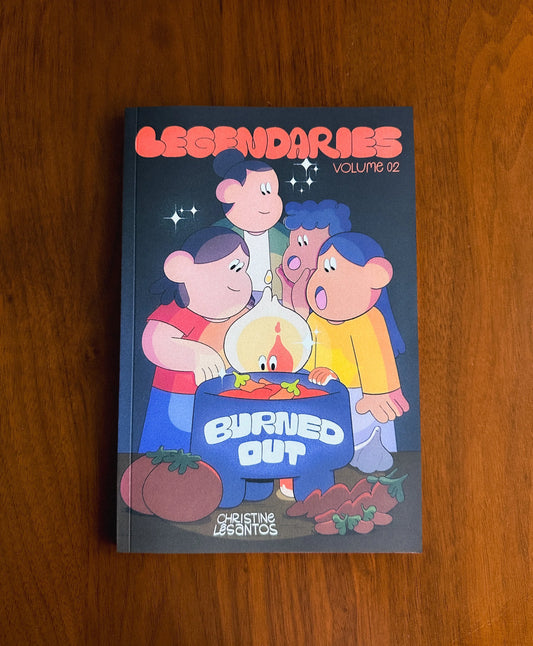 LEGENDARIES
VOLUME 02
BURNED
OUT
CHRISTINE
LESANTOS